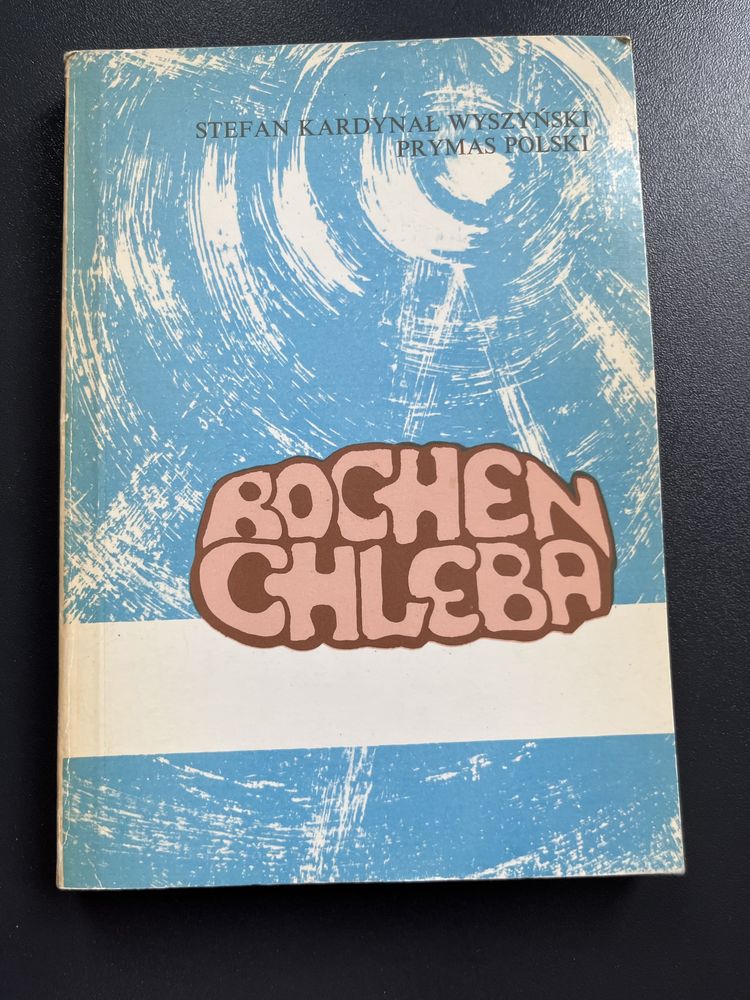 STEFAN KARDYNAŁ WYSZYŃSKI
PRYMAS POLSKI
BOCHEN
CHLEBA